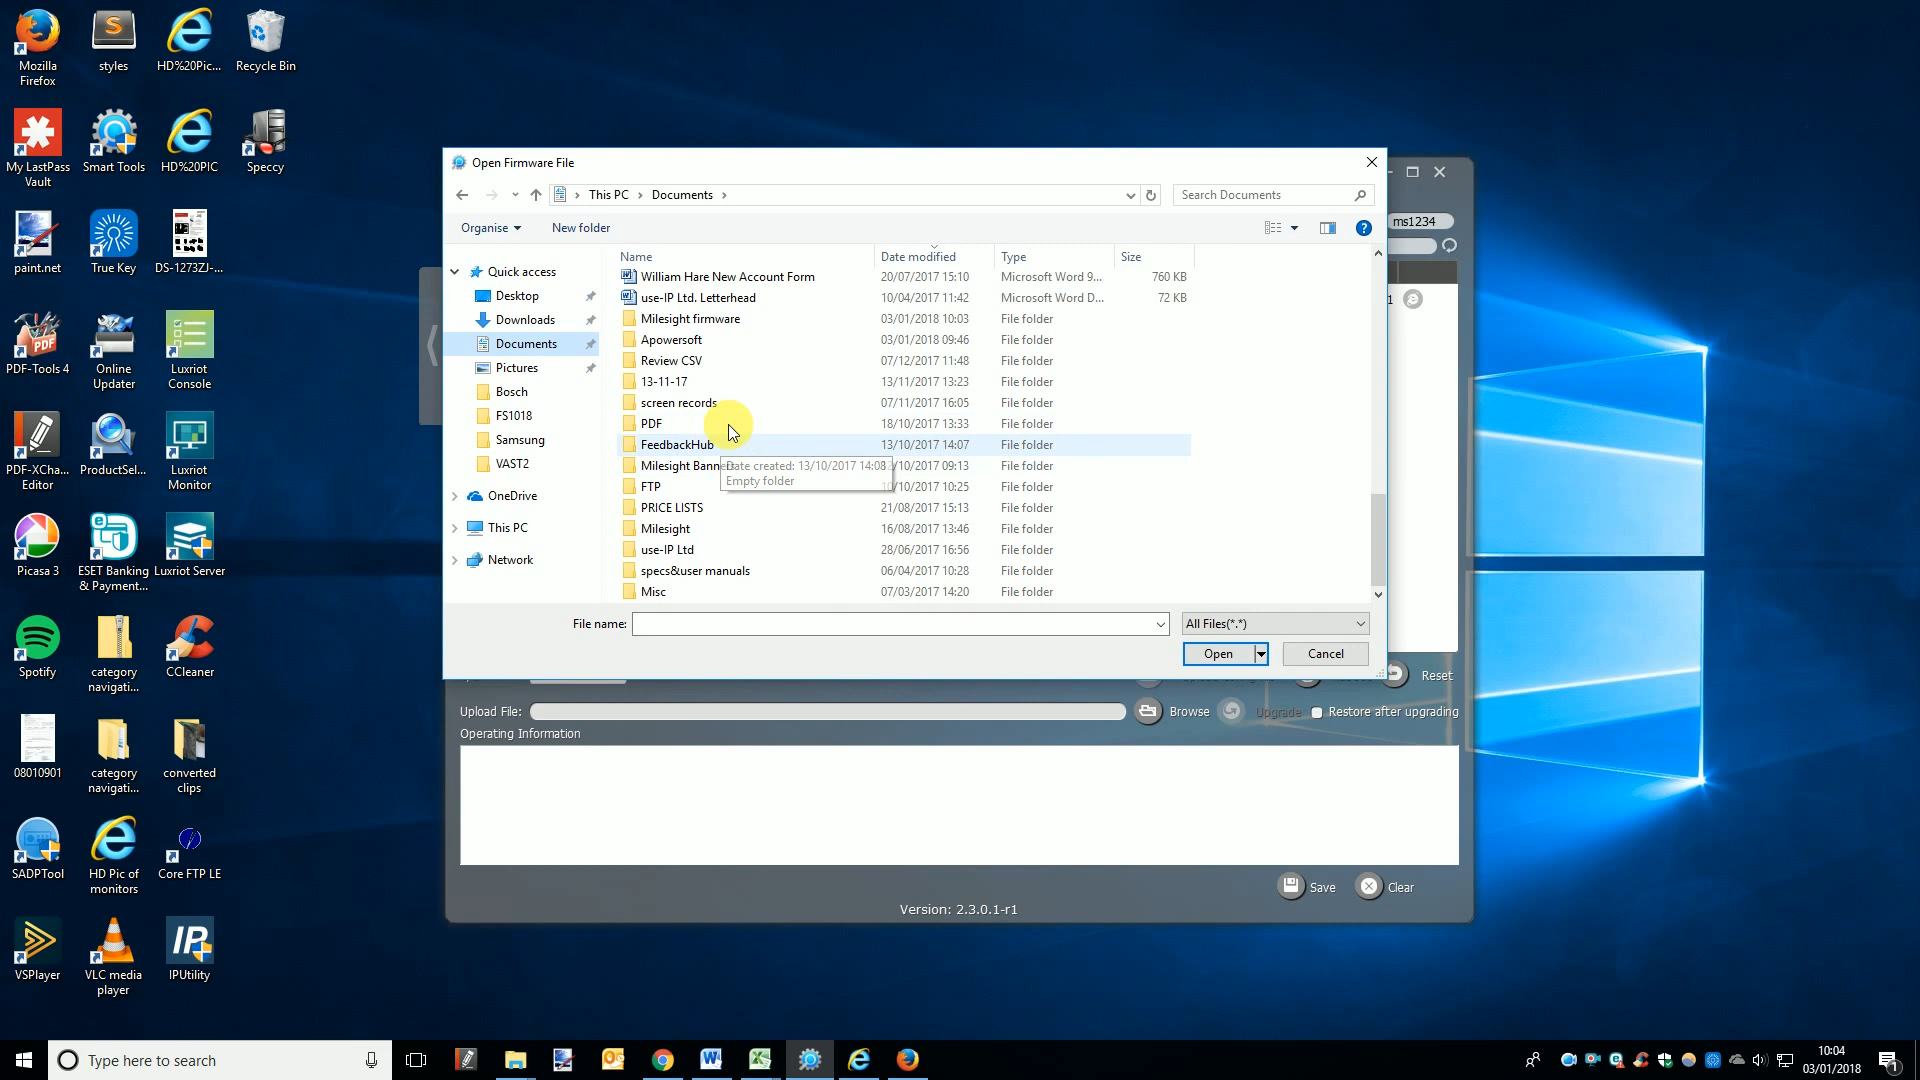 Mozilla
Firefox
styles
HD%20Pic...
Recycle Bin
My LastPass
Vault
Smart Tools
HD%20PIC
Speccy
paint.net
True Key
DS-1273ZJ-...
PDF-Tools 4
Online
Updater
Luxriot
Console
PDF-XCha...
Editor
ProductSel...
Luxriot
Monitor
Picasa 3
ESET Banking
& Payment...
Luxriot Server
Spotify
category
navigati...
CCleaner
08010901
category
navigati...
converted
clips
SADPTool
HD Pic of
monitors
Core FTP LE
VSPlayer
VLC media
player
IP
IPUtility
Open Firmware File
This PC
Documents
Search Documents
Organise
New folder
Quick access
Desktop
Downloads
Documents
Pictures
Bosch
FS1018
Samsung
VAST2
OneDrive
This PC
Network
Name Date modified Type Size
William Hare New Account Form 20/07/2017 15:10 Microsoft Word 9... 760 KB
use-IP Ltd. Letterhead 10/04/2017 11:42 Microsoft Word D... 72 KB
Milesight firmware 03/01/2018 10:03 File folder
Apowersoft 03/01/2018 09:46 File folder
Review CSV 07/12/2017 11:48 File folder
13-11-17 13/11/2017 13:23 File folder
screen records 07/11/2017 16:05 File folder
PDF 18/10/2017 13:33 File folder
FeedbackHub 13/10/2017 14:07 File folder
Milesight Banne /10/2017 09:13 File folder
Date created: 13/10/2017 14:08
Empty folder
FTP /10/2017 10:25 File folder
PRICE LISTS 21/08/2017 15:13 File folder
Milesight 16/08/2017 13:46 File folder
use-IP Ltd 28/06/2017 16:56 File folder
specs&user manuals 06/04/2017 10:28 File folder
Misc 07/03/2017 14:20 File folder
File name:
All Files(*.*)
Open
Cancel
ms1234
1
Reset
Upload File:
Browse
Upgrade
Restore after upgrading
Operating Information
Save
Clear
Version: 2.3.0.1-r1
Type here to search
10:04
03/01/2018
1